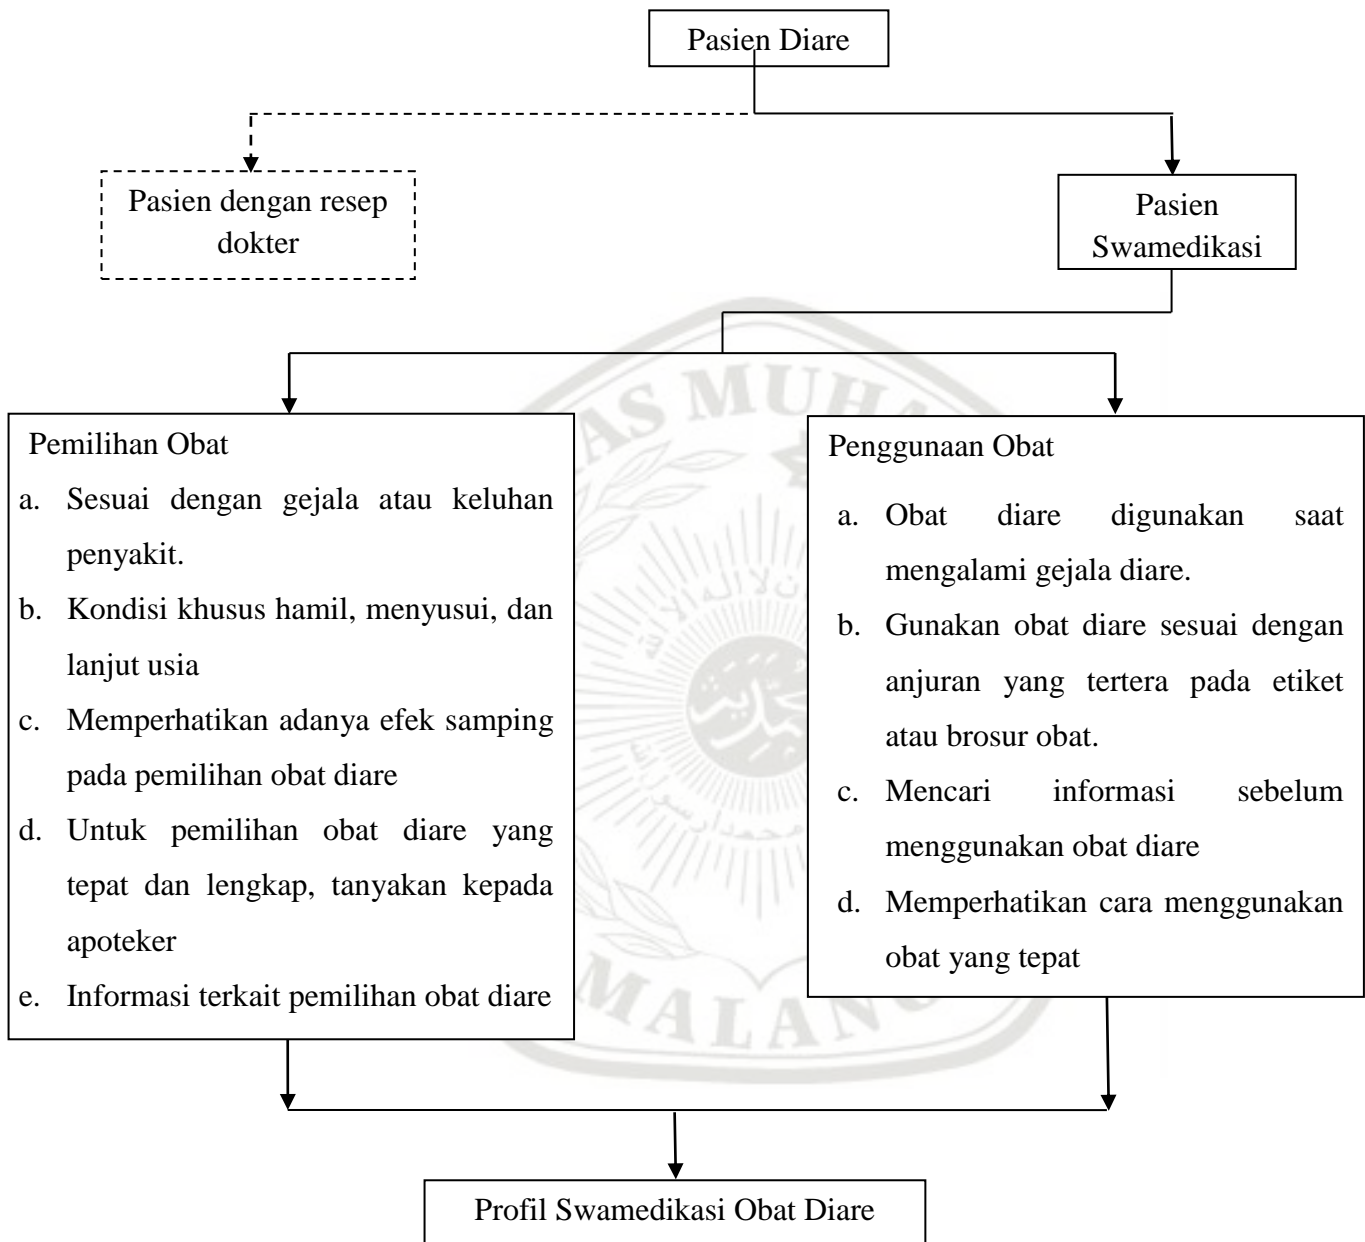 Pasien Diare
Pasien dengan resep
dokter
Pasien
Swamedikasi
Pemilihan Obat
a. Sesuai dengan gejala atau keluhan
penyakit.
b. Kondisi khusus hamil, menyusui, dan
lanjut usia
c. Memperhatikan adanya efek samping
pada pemilihan obat diare
d. Untuk pemilihan obat diare yang
tepat dan lengkap, tanyakan kepada
apoteker
e. Informasi terkait pemilihan obat diare
Penggunaan Obat
a. Obat diare digunakan saat
mengalami gejala diare.
b. Gunakan obat diare sesuai dengan
anjuran yang tertera pada etiket
atau brosur obat.
c. Mencari informasi sebelum
menggunakan obat diare
d. Memperhatikan cara menggunakan
obat yang tepat
Profil Swamedikasi Obat Diare